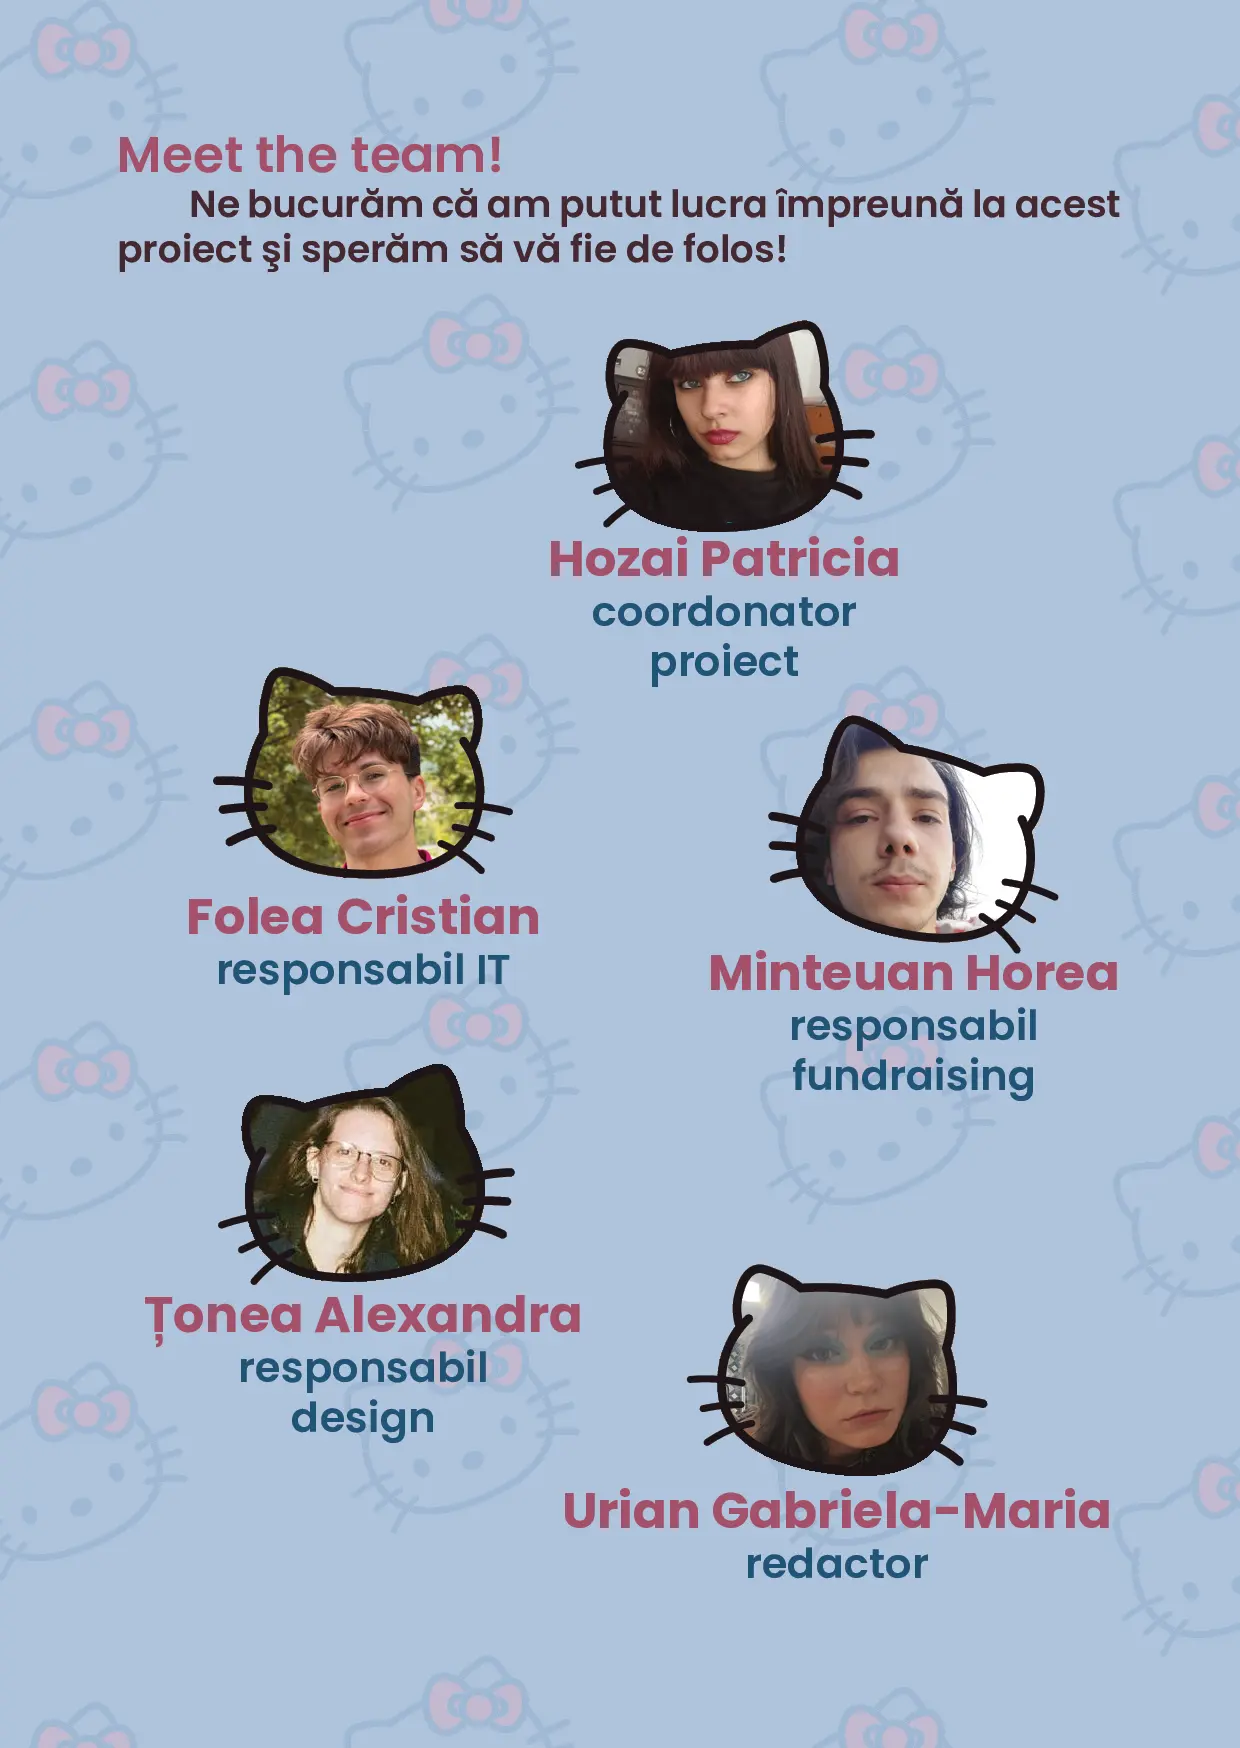 Meet the team!
Ne bucurăm că am putut lucra împreună la acest
proiect şi sperăm să vă fie de folos!
Hozai Patricia
coordonator
proiect
Folea Cristian
responsabil IT
Minteuan Horea
responsabil
fundraising
Țonea Alexandra
responsabil
design
Urian Gabriela-Maria
redactor